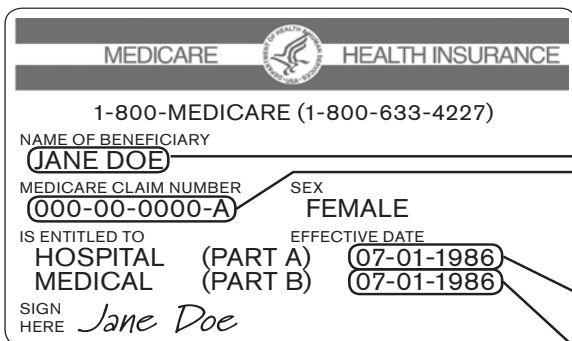 MEDICARE HEALTH INSURANCE
1-800-MEDICARE (1-800-633-4227)
NAME OF BENEFICIARY
JANE DOE
MEDICARE CLAIM NUMBER SEX
000-00-0000-A FEMALE
IS ENTITLED TO EFFECTIVE DATE
HOSPITAL (PART A) 07-01-1986
MEDICAL (PART B) 07-01-1986
SIGN
HERE Jane Doe